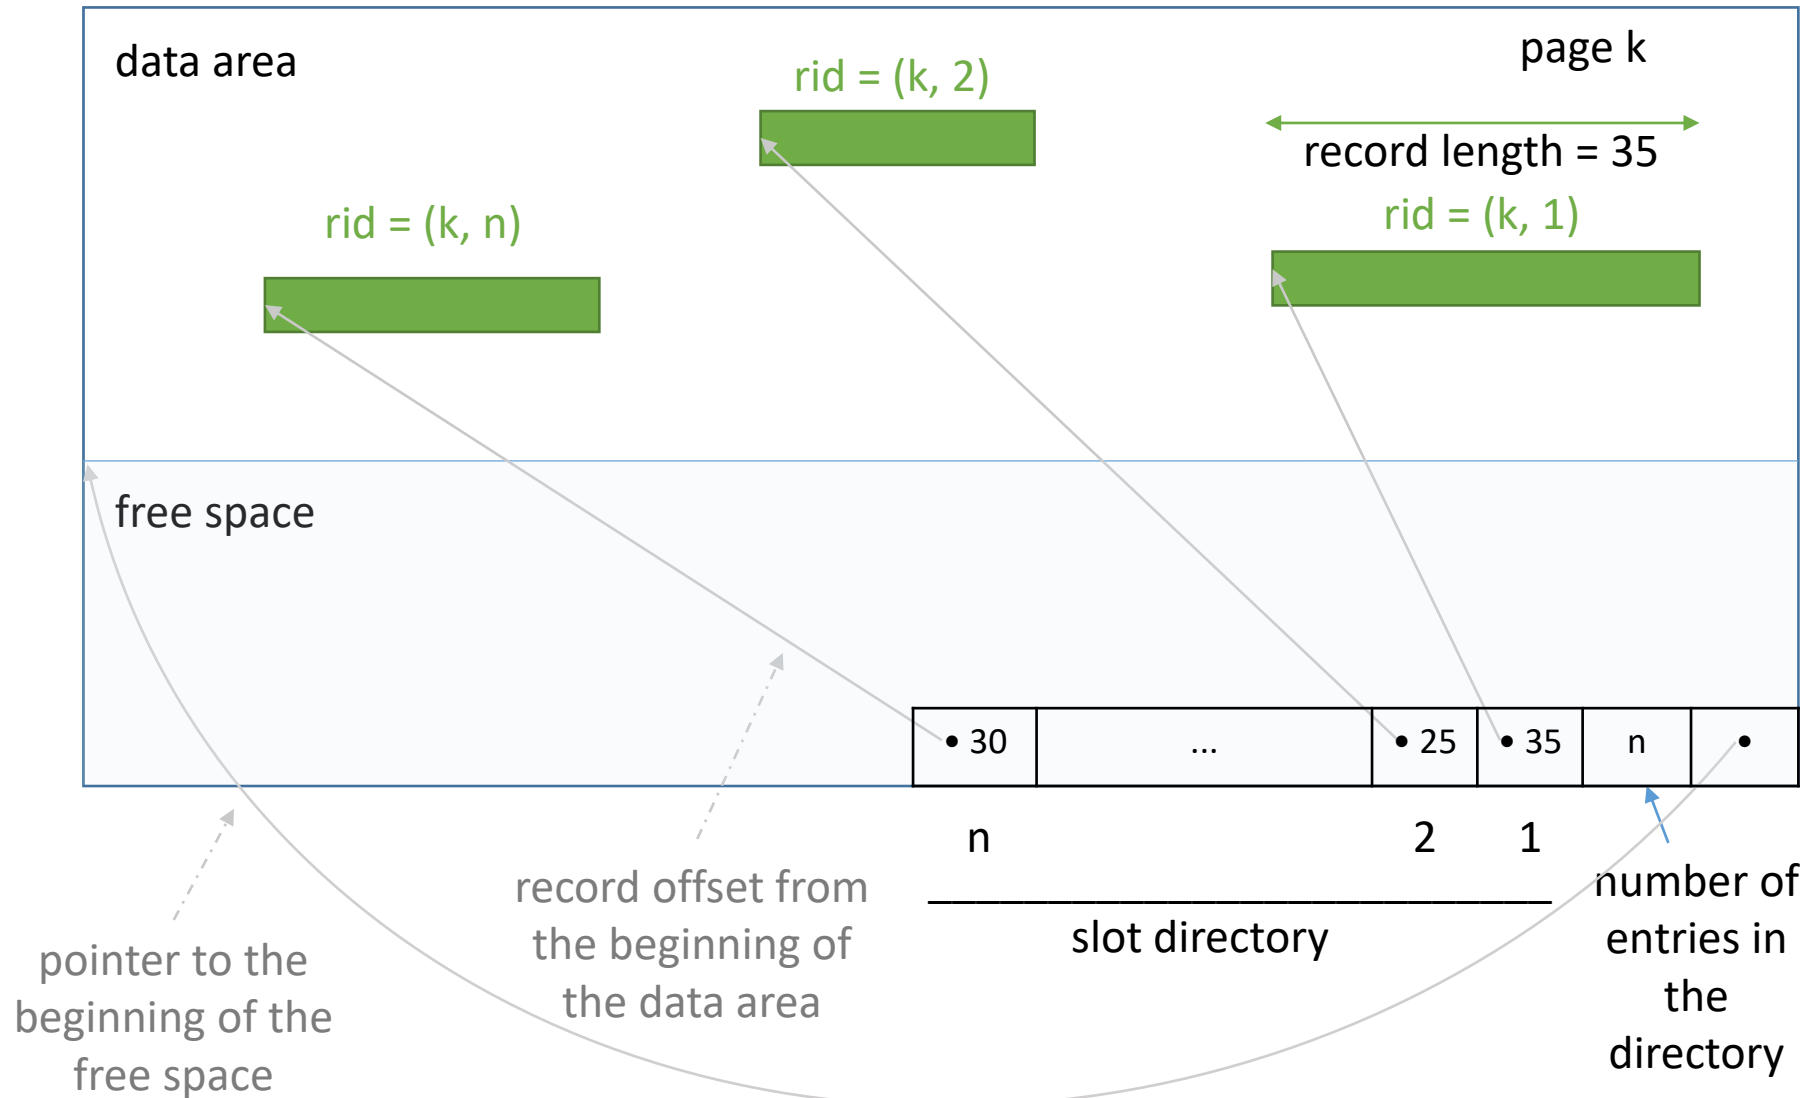 data area
page k
rid = (k, 2)
record length = 35
rid = (k, n)
rid = (k, 1)
free space
• 30
...
• 25
• 35
n
•
n
2
1
slot directory
number of
entries in
the
directory
record offset from
the beginning of
the data area
pointer to the
beginning of the
free space